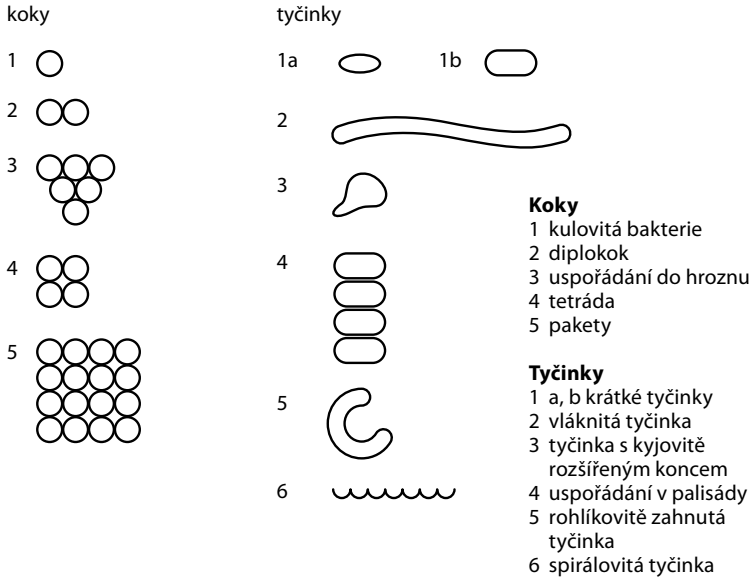 koky
1
2
3
4
5
tyčinky
1a
1b
2
3
4
5
6
Koky
1 kulovitá bakterie
2 diplokok
3 uspořádání do hroznu
4 tetráda
5 pakety
Tyčinky
1 a, b krátké tyčinky
2 vláknitá tyčinka
3 tyčinka s kyjovitě
rozšířeným koncem
4 uspořádání v palisády
5 rohlíkovitě zahnutá
tyčinka
6 spirálovitá tyčinka